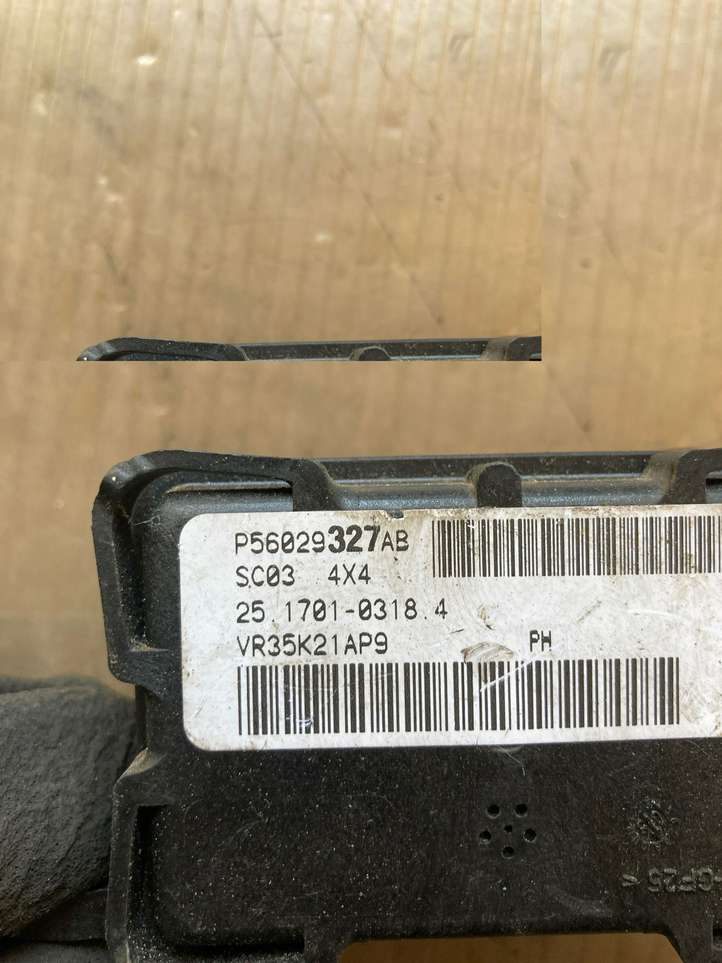 P56029327AB
SC03 4X4
25.1701-0318.4
VR35K21AP9 PH